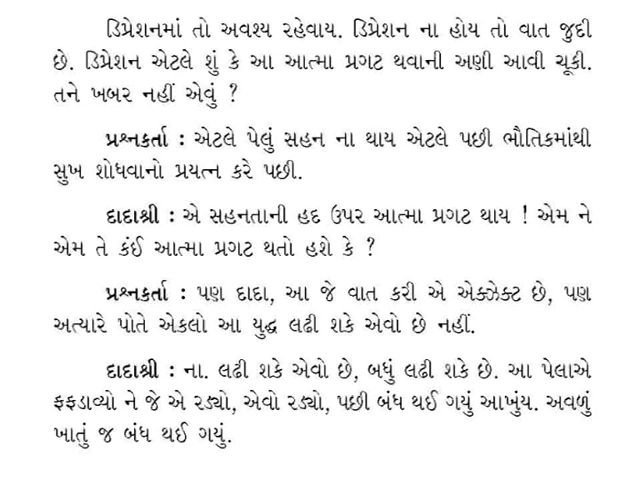 ડિપ્રેશનમાં તો અવશ્ય રહેવાય. ડિપ્રેશન ના હોય તો વાત જુદી
છે. ડિપ્રેશન એટલે શું કે આ આત્મા પ્રગટ થવાની અણી આવી ચૂકી.
તને ખબર નહીં એવું ?
પ્રશ્નકર્તા : એટલે પેલું સહન ના થાય એટલે પછી ભૌતિકમાંથી
સુખ શોધવાનો પ્રયત્ન કરે પછી.
દાદાશ્રી : એ સહનતાની હદ ઉપર આત્મા પ્રગટ થાય ! એમ ને
એમ તે કંઈ આત્મા પ્રગટ થતો હશે કે ?
પ્રશ્નકર્તા : પણ દાદા, આ જે વાત કરી એ એક્ઝેક્ટ છે, પણ
અત્યારે પોતે એકલો આ યુદ્ધ લઢી શકે એવો છે નહીં.
દાદાશ્રી : ના. લઢી શકે એવો છે, બધું લઢી શકે છે. આ પેલાએ
ફફડાવ્યો ને જે એ રડ્યો, એવો રડ્યો, પછી બંધ થઈ ગયું આખુંય. અવળું
ખાતું જ બંધ થઈ ગયું.